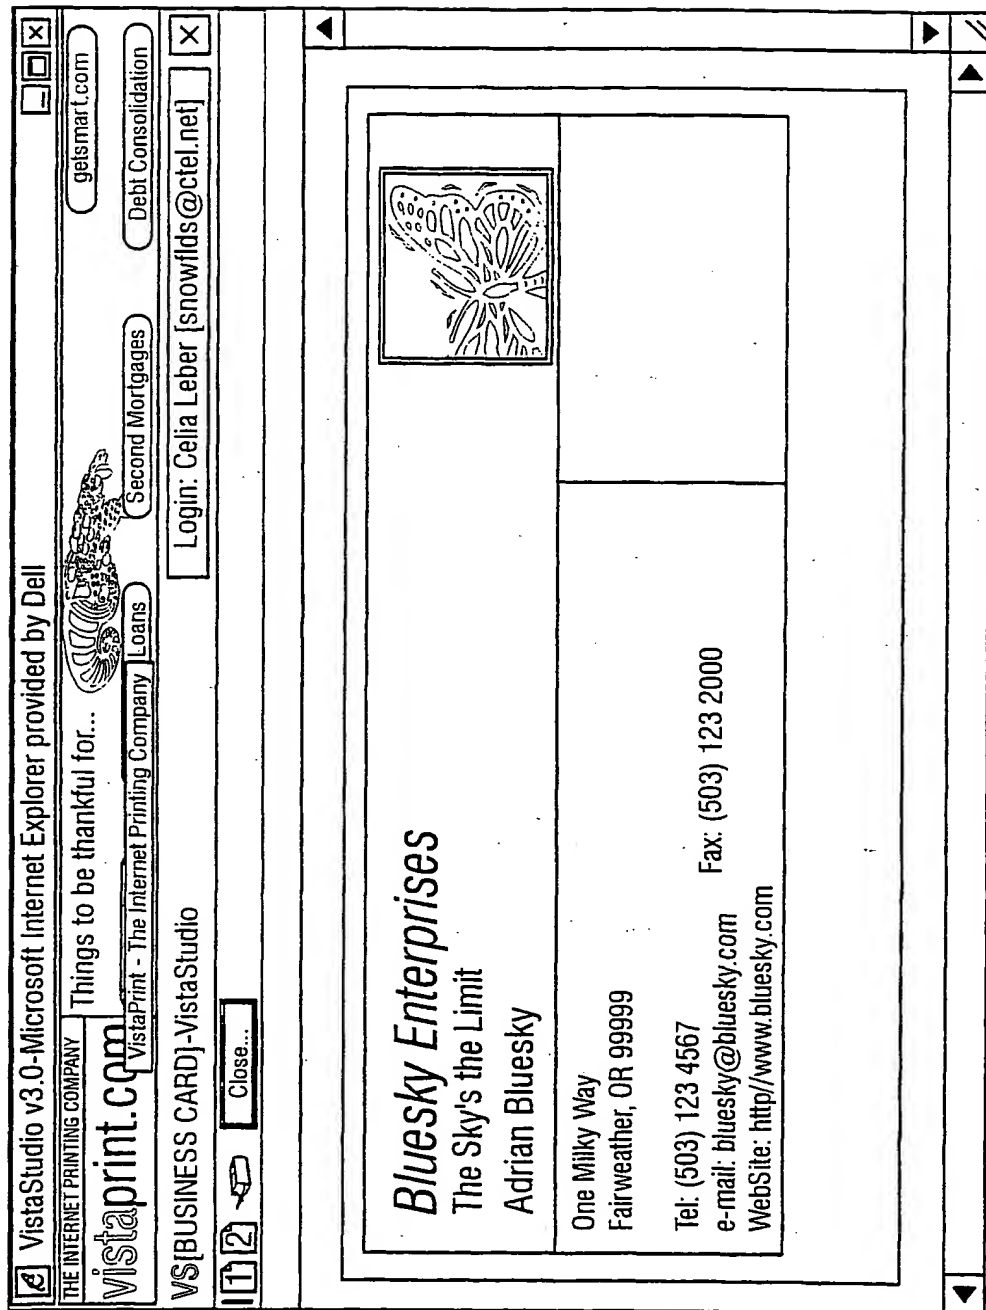 VistaStudio v3.0-Microsoft Internet Explorer provided by Dell
THE INTERNET PRINTING COMPANY
vistaprint.com
Things to be thankful for...
getsmart.com
VistaPrint - The Internet Printing Company
Loans
Second Mortgages
Debt Consolidation
VS[BUSINESS CARD]-VistaStudio
Login: Celia Leber [snowflds@ctel.net]
1 2 Close...
Bluesky Enterprises
The Sky's the Limit
Adrian Bluesky
One Milky Way
Fairweather, OR 99999
Tel: (503) 123 4567 Fax: (503) 123 2000
e-mail: bluesky@bluesky.com
WebSite: http//www.bluesky.com